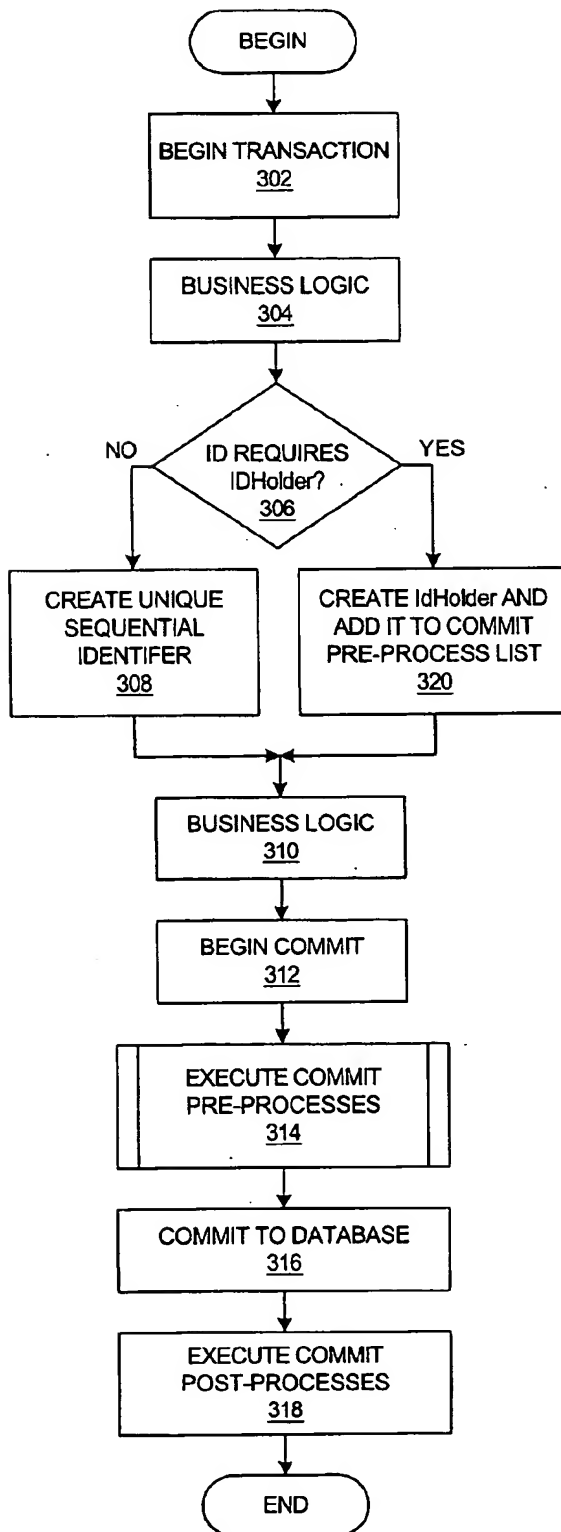 BEGIN
BEGIN TRANSACTION
302
BUSINESS LOGIC
304
ID REQUIRES
IDHolder?
306
NO
YES
CREATE UNIQUE
SEQUENTIAL
IDENTIFER
308
CREATE IdHolder AND
ADD IT TO COMMIT
PRE-PROCESS LIST
320
BUSINESS LOGIC
310
BEGIN COMMIT
312
EXECUTE COMMIT
PRE-PROCESSES
314
COMMIT TO DATABASE
316
EXECUTE COMMIT
POST-PROCESSES
318
END